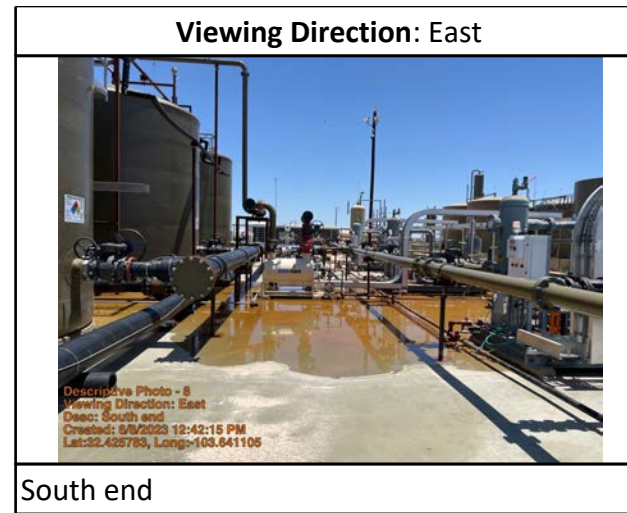 Viewing Direction: East
Descriptive Photo - 8
Viewing Direction: East
Desc: South end
Created: 6/8/2023 12:42:15 PM
Lat:32.425783, Long:-103.641105
South end